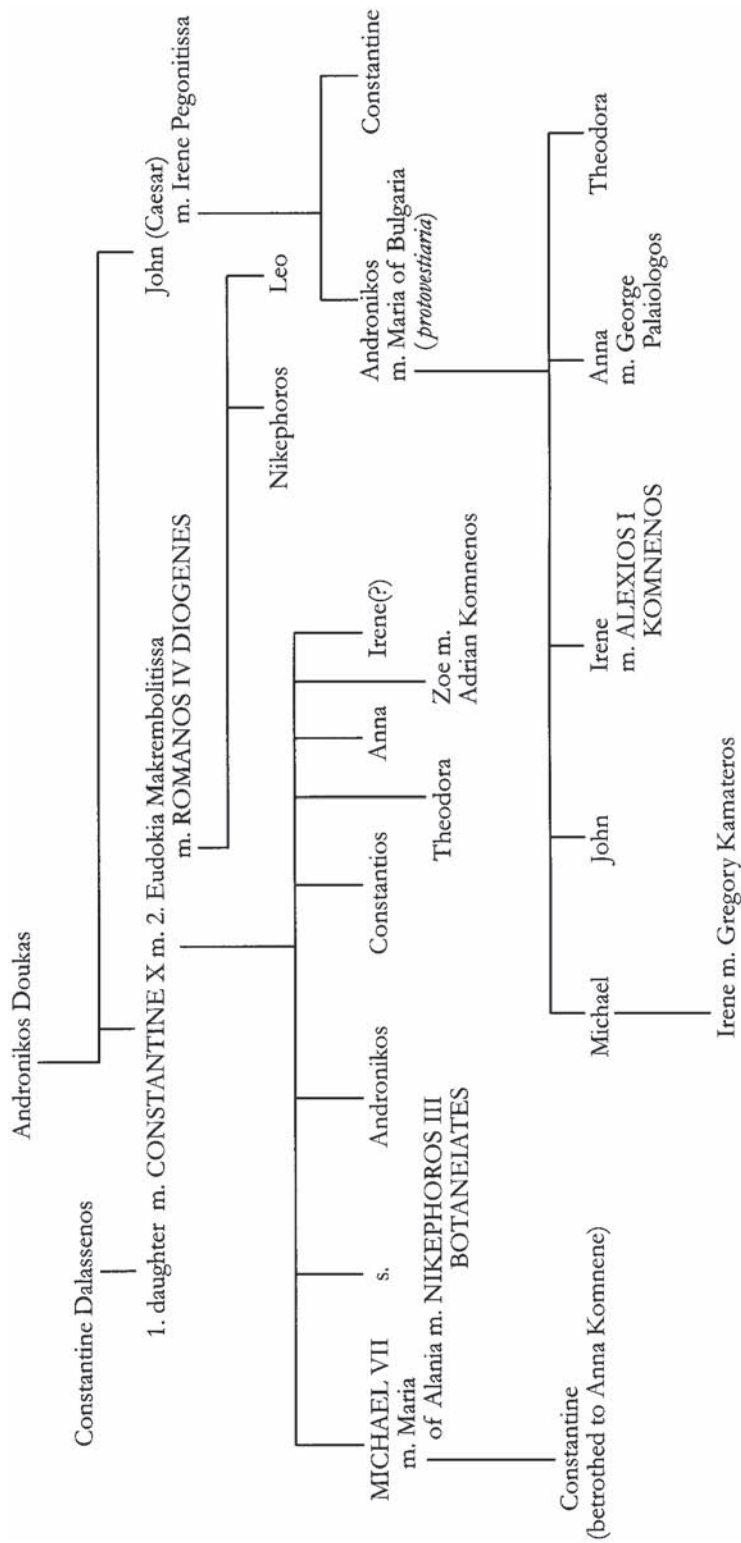 Andronikos Doukas
Constantine Dalassenos
John (Caesar)
m. Irene Pegonitissa
1. daughter m. CONSTANTINE X m. 2. Eudokia Makrembolitissa
m. ROMANOS IV DIOGENES
Nikephoros
Leo
Andronikos
m. Maria of Bulgaria
(protovestiaria)
Constantine
MICHAEL VII
m. Maria
of Alania m. NIKEPHOROS III
BOTANEIATES
s.
Andronikos
Constantios
Theodora
Anna
Zoe m.
Adrian Komnenos
Irene(?)
Constantine
(betrothed to Anna Komnene)
Michael
John
Irene
m. ALEXIOS I
KOMNENOS
Anna
m. George
Palaiologos
Theodora
Irene m. Gregory Kamateros